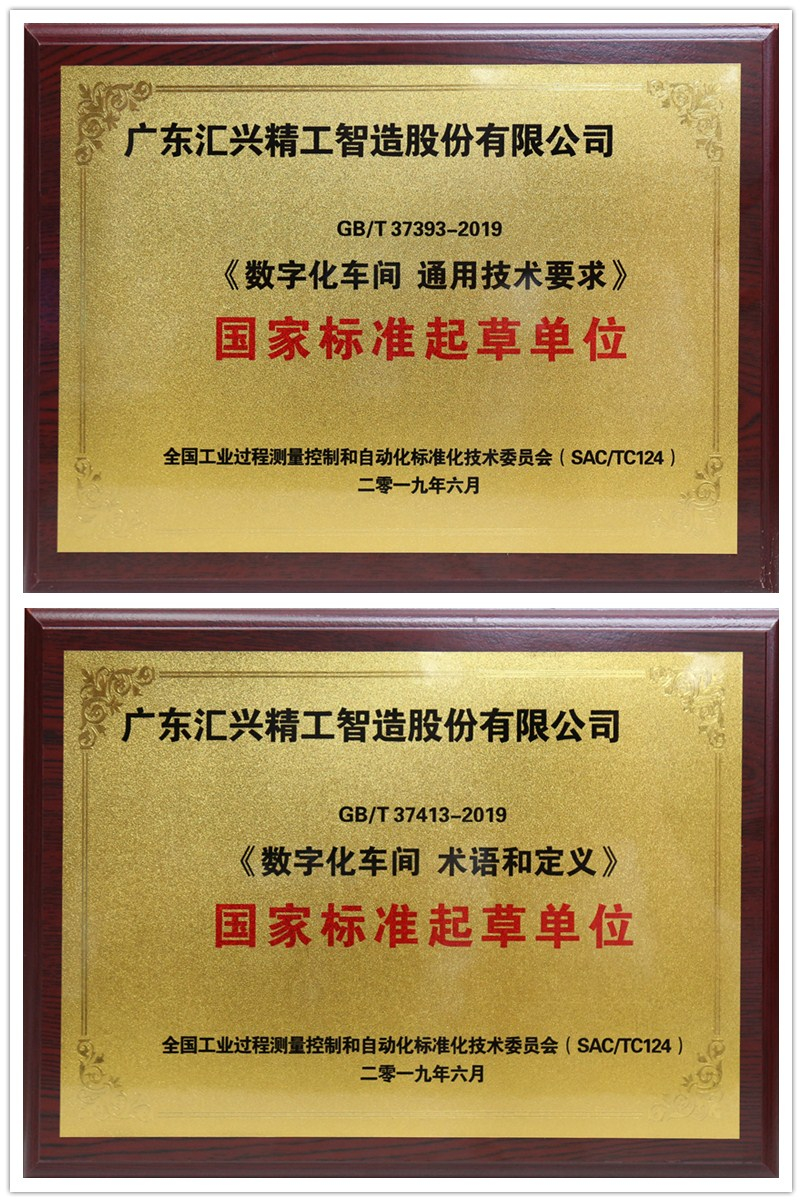 广东汇兴精工智造股份有限公司
GB/T 37393-2019
《数字化车间 通用技术要求》
国家标准起草单位
全国工业过程测量控制和自动化标准化技术委员会（SAC/TC124）
二零一九年六月
广东汇兴精工智造股份有限公司
GB/T 37413-2019
《数字化车间 术语和定义》
国家标准起草单位
全国工业过程测量控制和自动化标准化技术委员会（SAC/TC124）
二零一九年六月